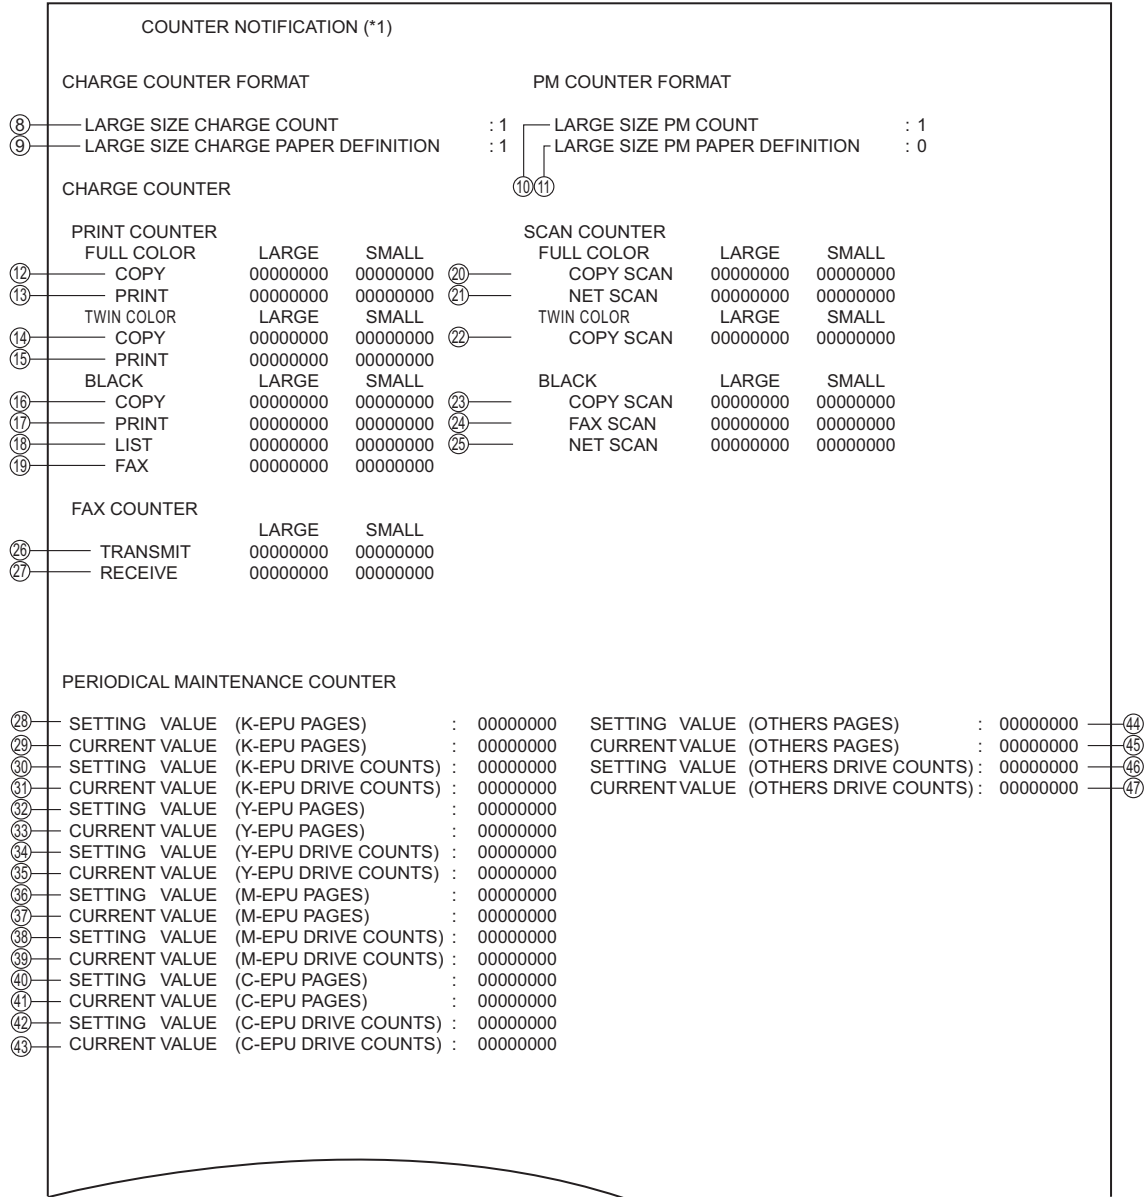 COUNTER NOTIFICATION (*1)
CHARGE COUNTER FORMAT PM COUNTER FORMAT
⑧ LARGE SIZE CHARGE COUNT : 1 LARGE SIZE PM COUNT : 1
⑨ LARGE SIZE CHARGE PAPER DEFINITION : 1 LARGE SIZE PM PAPER DEFINITION : 0
CHARGE COUNTER ⑩ ⑪
PRINT COUNTER SCAN COUNTER
FULL COLOR LARGE SMALL FULL COLOR LARGE SMALL
⑫ COPY 00000000 00000000 ⑳ COPY SCAN 00000000 00000000
⑬ PRINT 00000000 00000000 ㉑ NET SCAN 00000000 00000000
TWIN COLOR LARGE SMALL TWIN COLOR LARGE SMALL
⑭ COPY 00000000 00000000 ㉒ COPY SCAN 00000000 00000000
⑮ PRINT 00000000 00000000
BLACK LARGE SMALL BLACK LARGE SMALL
⑯ COPY 00000000 00000000 ㉓ COPY SCAN 00000000 00000000
⑰ PRINT 00000000 00000000 ㉔ FAX SCAN 00000000 00000000
⑱ LIST 00000000 00000000 ㉕ NET SCAN 00000000 00000000
⑲ FAX 00000000 00000000
FAX COUNTER
LARGE SMALL
㉖ TRANSMIT 00000000 00000000
㉗ RECEIVE 00000000 00000000
PERIODICAL MAINTENANCE COUNTER
㉘ SETTING VALUE (K-EPU PAGES) : 00000000 SETTING VALUE (OTHERS PAGES) : 00000000 ㊹
㉙ CURRENT VALUE (K-EPU PAGES) : 00000000 CURRENT VALUE (OTHERS PAGES) : 00000000 ㊺
㉚ SETTING VALUE (K-EPU DRIVE COUNTS) : 00000000 SETTING VALUE (OTHERS DRIVE COUNTS) : 00000000 ㊻
㉛ CURRENT VALUE (K-EPU DRIVE COUNTS) : 00000000 CURRENT VALUE (OTHERS DRIVE COUNTS) : 00000000 ㊼
㉜ SETTING VALUE (Y-EPU PAGES) : 00000000
㉝ CURRENT VALUE (Y-EPU PAGES) : 00000000
㉞ SETTING VALUE (Y-EPU DRIVE COUNTS) : 00000000
㉟ CURRENT VALUE (Y-EPU DRIVE COUNTS) : 00000000
㊱ SETTING VALUE (M-EPU PAGES) : 00000000
㊲ CURRENT VALUE (M-EPU PAGES) : 00000000
㊳ SETTING VALUE (M-EPU DRIVE COUNTS) : 00000000
㊴ CURRENT VALUE (M-EPU DRIVE COUNTS) : 00000000
㊵ SETTING VALUE (C-EPU PAGES) : 00000000
㊶ CURRENT VALUE (C-EPU PAGES) : 00000000
㊷ SETTING VALUE (C-EPU DRIVE COUNTS) : 00000000
㊸ CURRENT VALUE (C-EPU DRIVE COUNTS) : 00000000